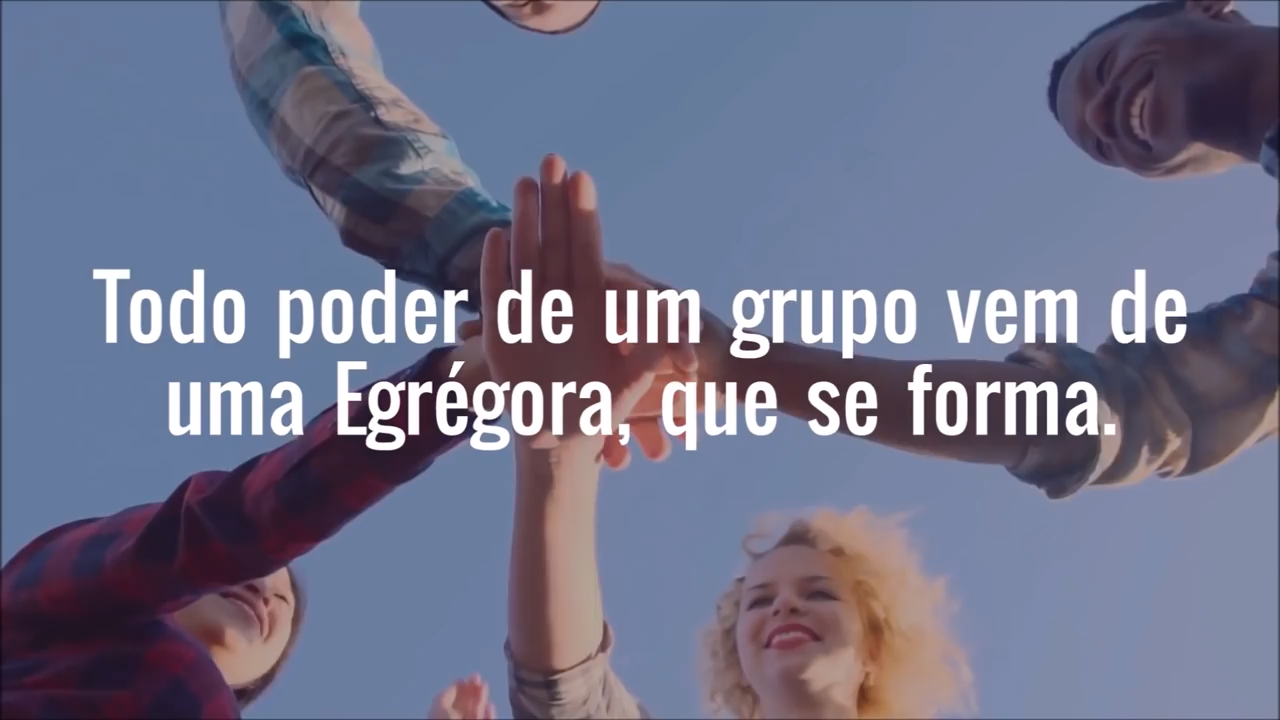 Todo poder de um grupo vem de
uma Egrégora, que se forma.